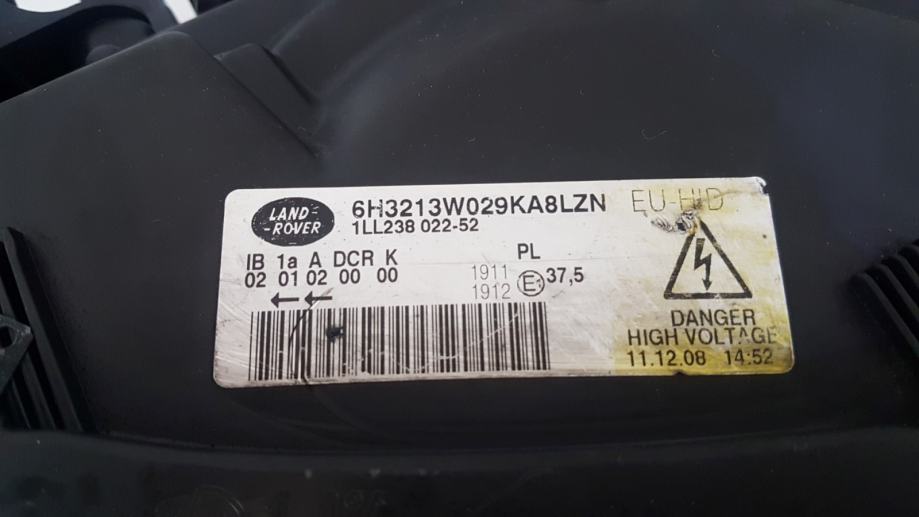 LAND-
-ROVER
6H3213W029KA8LZN
EU-HID
1LL238 022-52
IB 1a A DCR K
PL
02 01 02 00 00
1911
1912
E1
37,5
DANGER
HIGH VOLTAGE
11.12.08 14:52